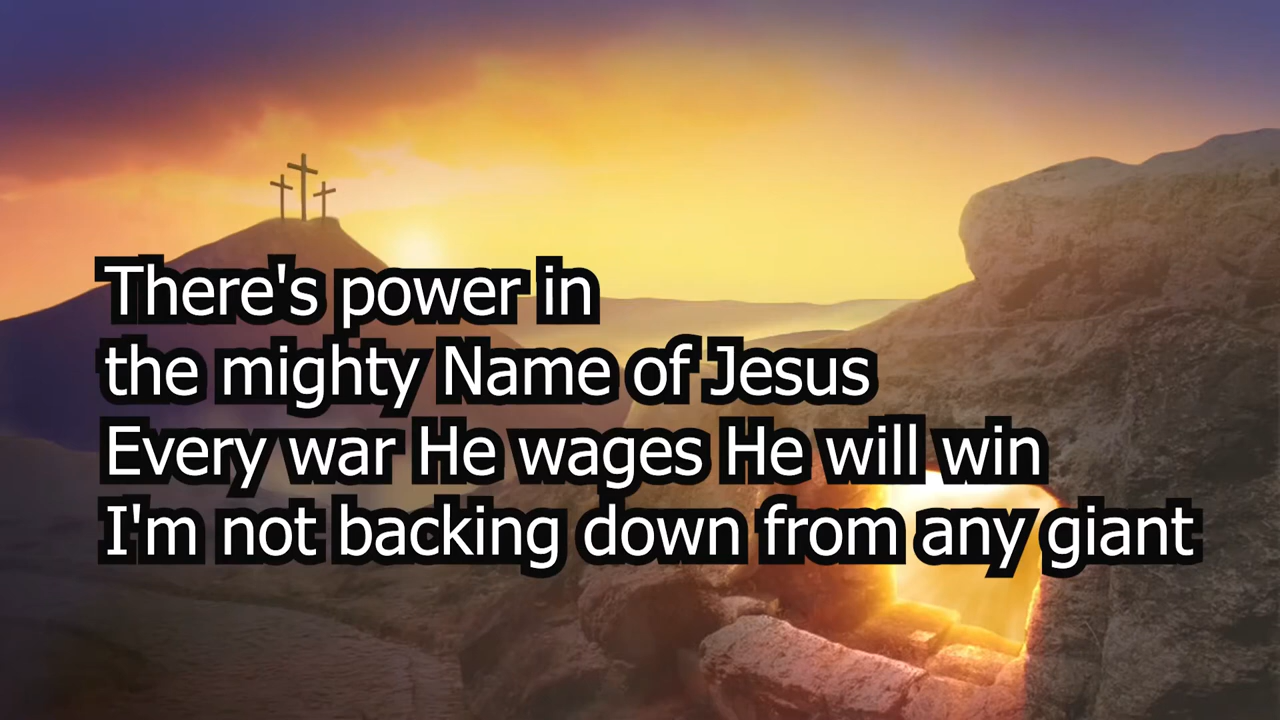 There's power in
the mighty Name of Jesus
Every war He wages He will win
I'm not backing down from any giant